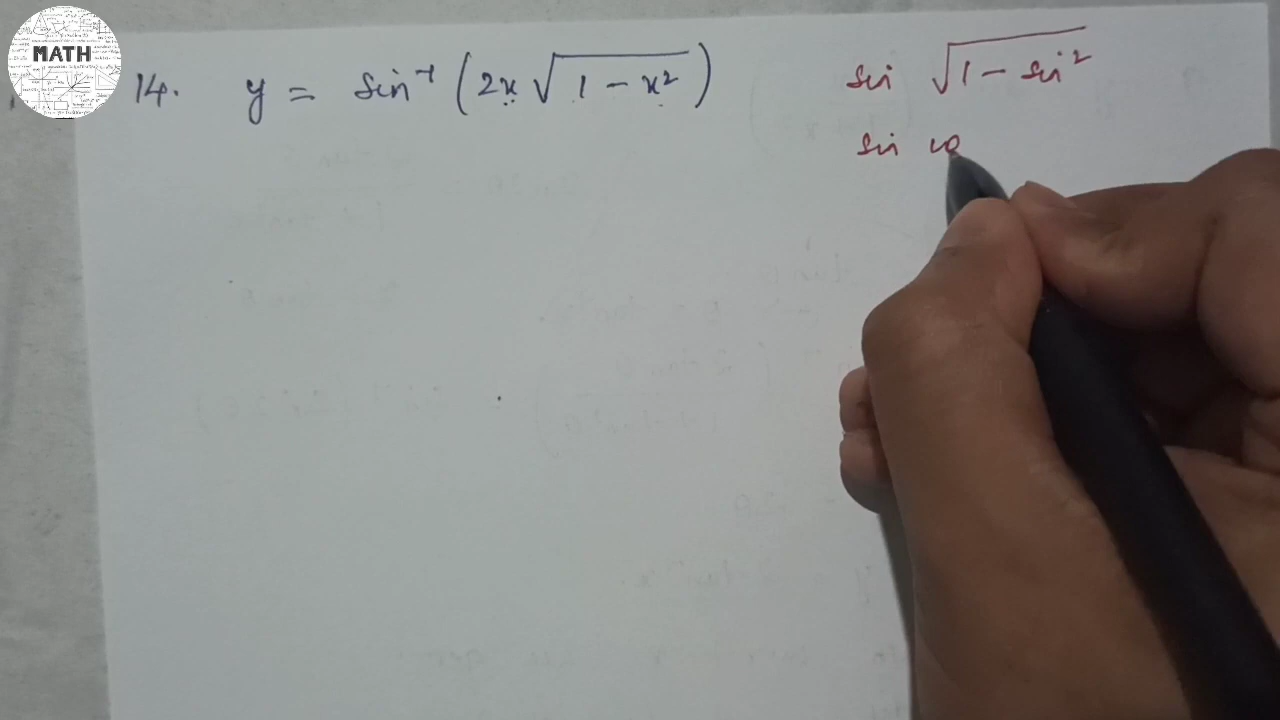 MATH
14. y = sin⁻¹ (2x √(1 - x²))
sin √(1 - sin²)
sin co